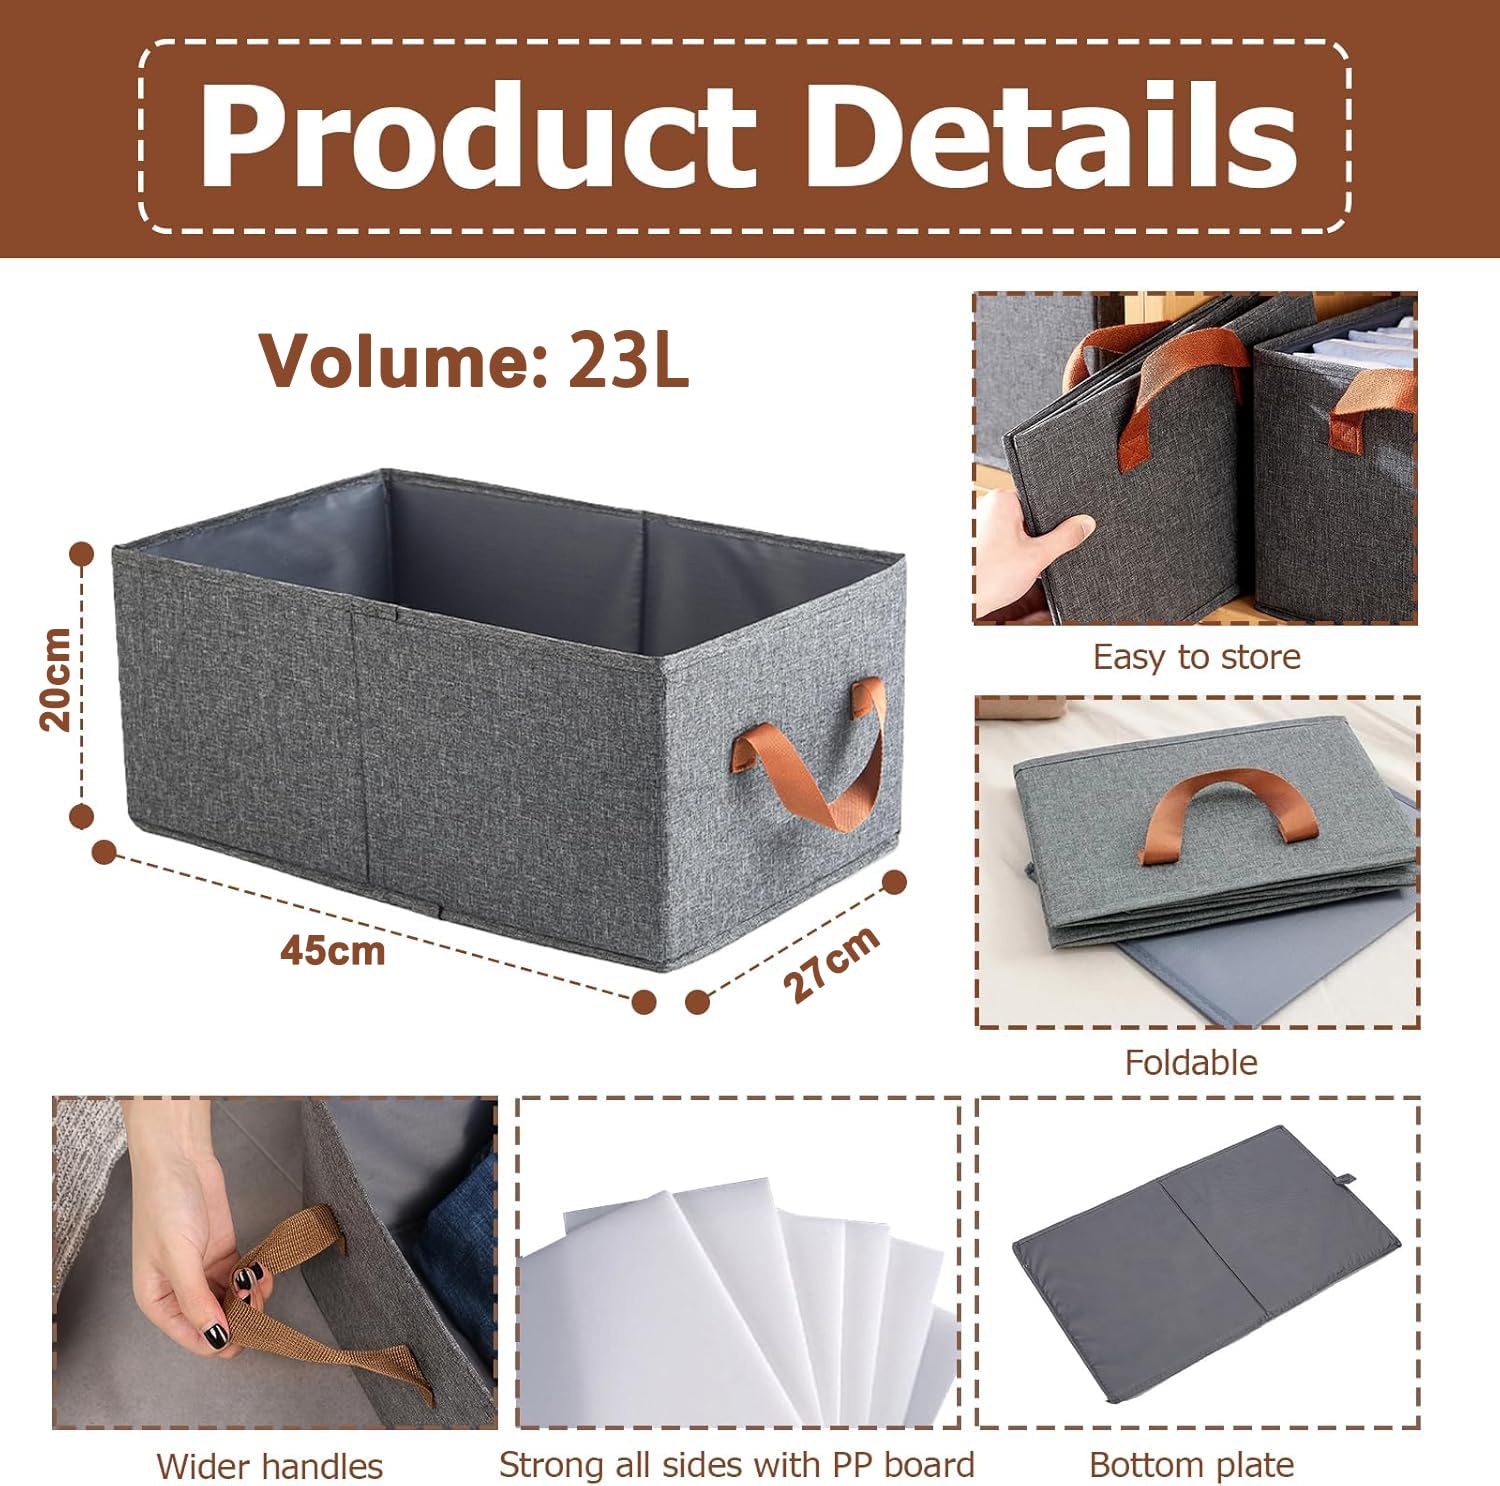 Product Details
Volume: 23L
20cm
45cm
27cm
Easy to store
Foldable
Wider handles
Strong all sides with PP board
Bottom plate